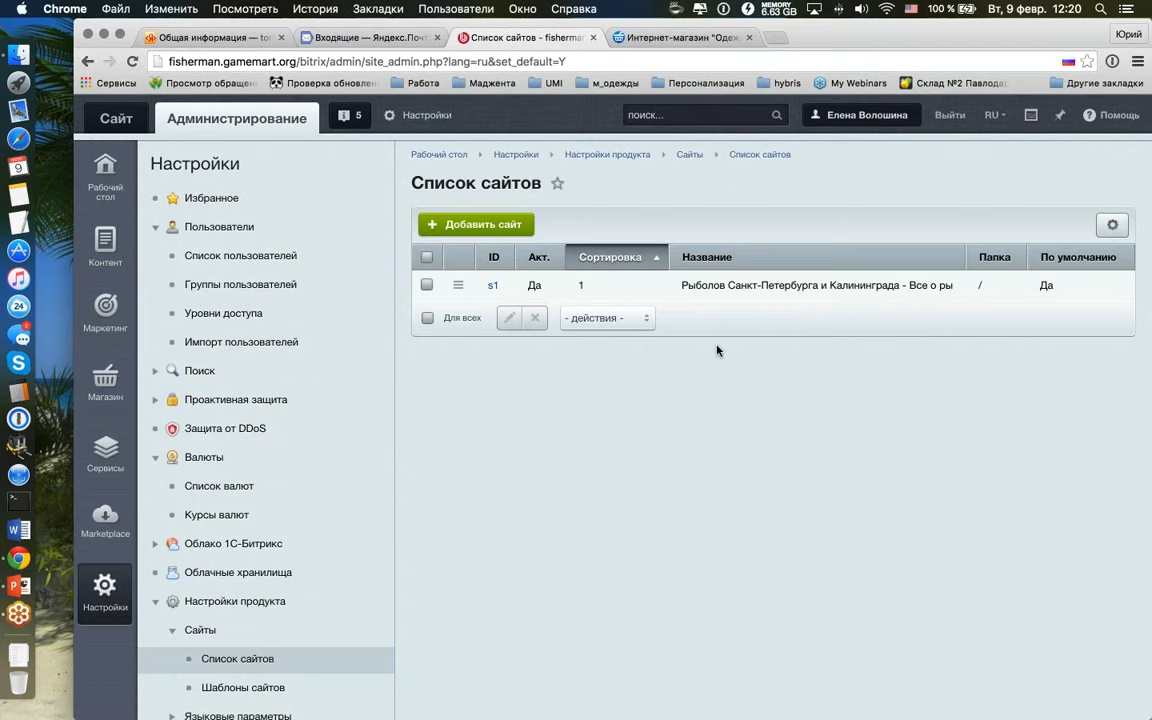 Chrome Файл Изменить Посмотреть История Закладки Пользователи Окно Справка MEMORY 6.63 GB 100 % Вт, 9 февр. 12:20
Общая информация — Входящие — Яндекс.Поч Список сайтов - fisherman Интернет-магазин "Одеж Юрий
fisherman.gamemart.org/bitrix/admin/site_admin.php?lang=ru&set_default=Y
Сервисы Просмотр обращен Проверка обновлен Работа Маджента UMI м_одежды Персонализация hybris My Webinars Склад №2 Павлода Другие закладки
Сайт Администрирование 5 Настройки поиск... Елена Волошина Выйти RU Помощь
Рабочий стол
Контент
Маркетинг
Магазин
Сервисы
Marketplace
Настройки
Настройки
Избранное
Пользователи
Список пользователей
Группы пользователей
Уровни доступа
Импорт пользователей
Поиск
Проактивная защита
Защита от DDoS
Валюты
Список валют
Курсы валют
Облако 1С-Битрикс
Облачные хранилища
Настройки продукта
Сайты
Список сайтов
Шаблоны сайтов
Языковые параметры
Рабочий стол Настройки Настройки продукта Сайты Список сайтов
Список сайтов
+ Добавить сайт
ID Акт. Сортировка Название Папка По умолчанию
s1 Да 1 Рыболов Санкт-Петербурга и Калининграда - Все о ры / Да
Для всех - действия -